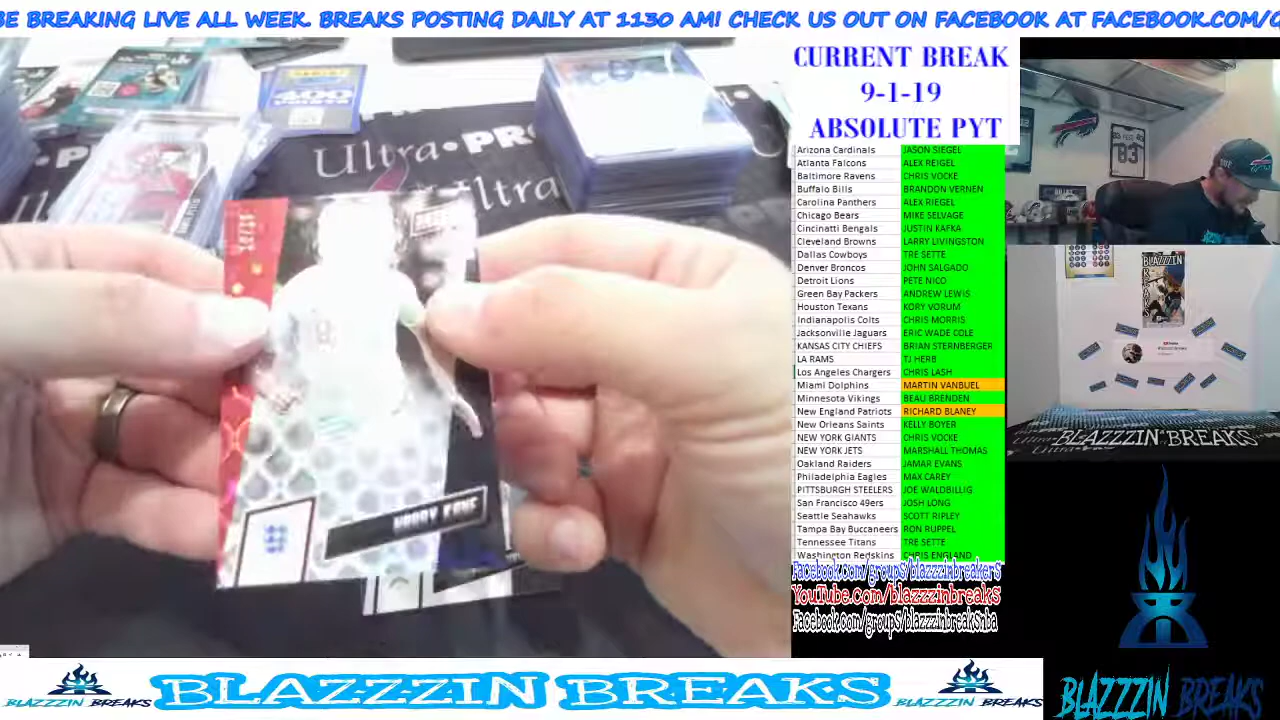 BE BREAKING LIVE ALL WEEK. BREAKS POSTING DAILY AT 1130 AM! CHECK US OUT ON FACEBOOK AT FACEBOOK.COM/G
CURRENT BREAK
9-1-19
ABSOLUTE PYT
Arizona Cardinals JASON SIEGEL
Atlanta Falcons ALEX REIGEL
Baltimore Ravens CHRIS VOCKE
Buffalo Bills BRANDON VERNEN
Carolina Panthers ALEX RIEGEL
Chicago Bears MIKE SELVAGE
Cincinatti Bengals JUSTIN KAFKA
Cleveland Browns LARRY LIVINGSTON
Dallas Cowboys TRE SETTE
Denver Broncos JOHN SALGADO
Detroit Lions PETE NICO
Green Bay Packers ANDREW LEWIS
Houston Texans KORY VORUM
Indianapolis Colts CHRIS MORRIS
Jacksonville Jaguars ERIC WADE COLE
KANSAS CITY CHIEFS BRIAN STERNBERGER
LA RAMS TJ HERB
Los Angeles Chargers CHRIS LASH
Miami Dolphins MARTIN VANBUEL
Minnesota Vikings BEAU BRENDEN
New England Patriots RICHARD BLANEY
New Orleans Saints KELLY BOYER
NEW YORK GIANTS CHRIS VOCKE
NEW YORK JETS MARSHALL THOMAS
Oakland Raiders JAMAR EVANS
Philadelphia Eagles MAX CAREY
PITTSBURGH STEELERS JOE WALDBILLIG
San Francisco 49ers JOSH LONG
Seattle Seahawks SCOTT RIPLEY
Tampa Bay Buccaneers RON RUPPEL
Tennessee Titans TRE SETTE
Washington Redskins CHRIS ENGLAND
Facebook.com/groups/blazzzinbreakers
YouTube.com/blazzzinbreaks
Facebook.com/groups/blazzzinbreaksnba
PANINI
400
POINTS
Ultra•PRO
Ultra
HARRY KANE
83
BLAZZZIN
BLAZZZIN BREAKS
BLAZZZIN BREAKS
BLAZZZIN BREAKS
BLAZZZIN BREAKS
BLAZZZIN BREAKS